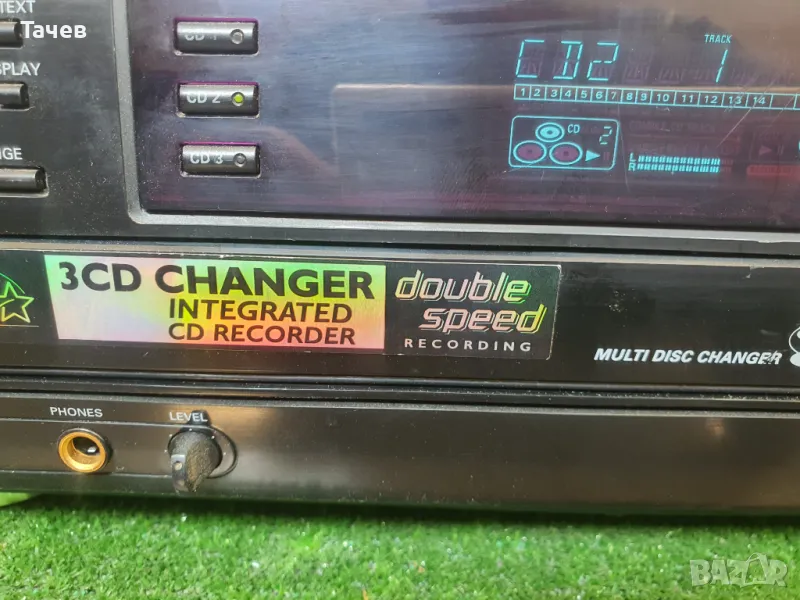 TEXT
Тачев
SPLAY
NGE
CD 1
CD 2
CD 3
CD2 1
TRACK
1 2 3 4 5 6 7 8 9 10 11 12 13 14
CD 2
L
R
3CD CHANGER
INTEGRATED
CD RECORDER
double
speed
RECORDING
MULTI DISC CHANGER
PHONES
LEVEL
BAZAR